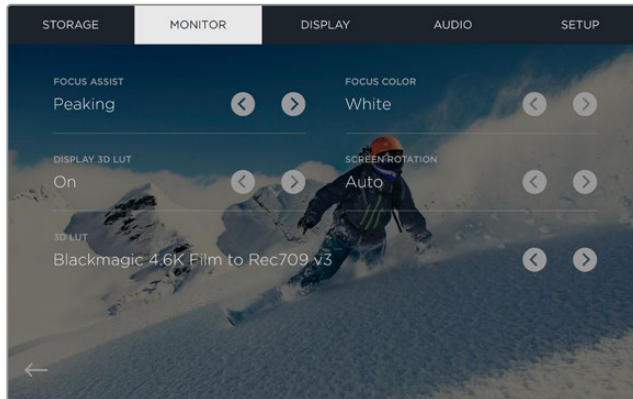 STORAGE MONITOR DISPLAY AUDIO SETUP
FOCUS ASSIST FOCUS COLOR
Peaking White
DISPLAY 3D LUT SCREEN ROTATION
On Auto
3D LUT
Blackmagic 4.6K Film to Rec709 v3